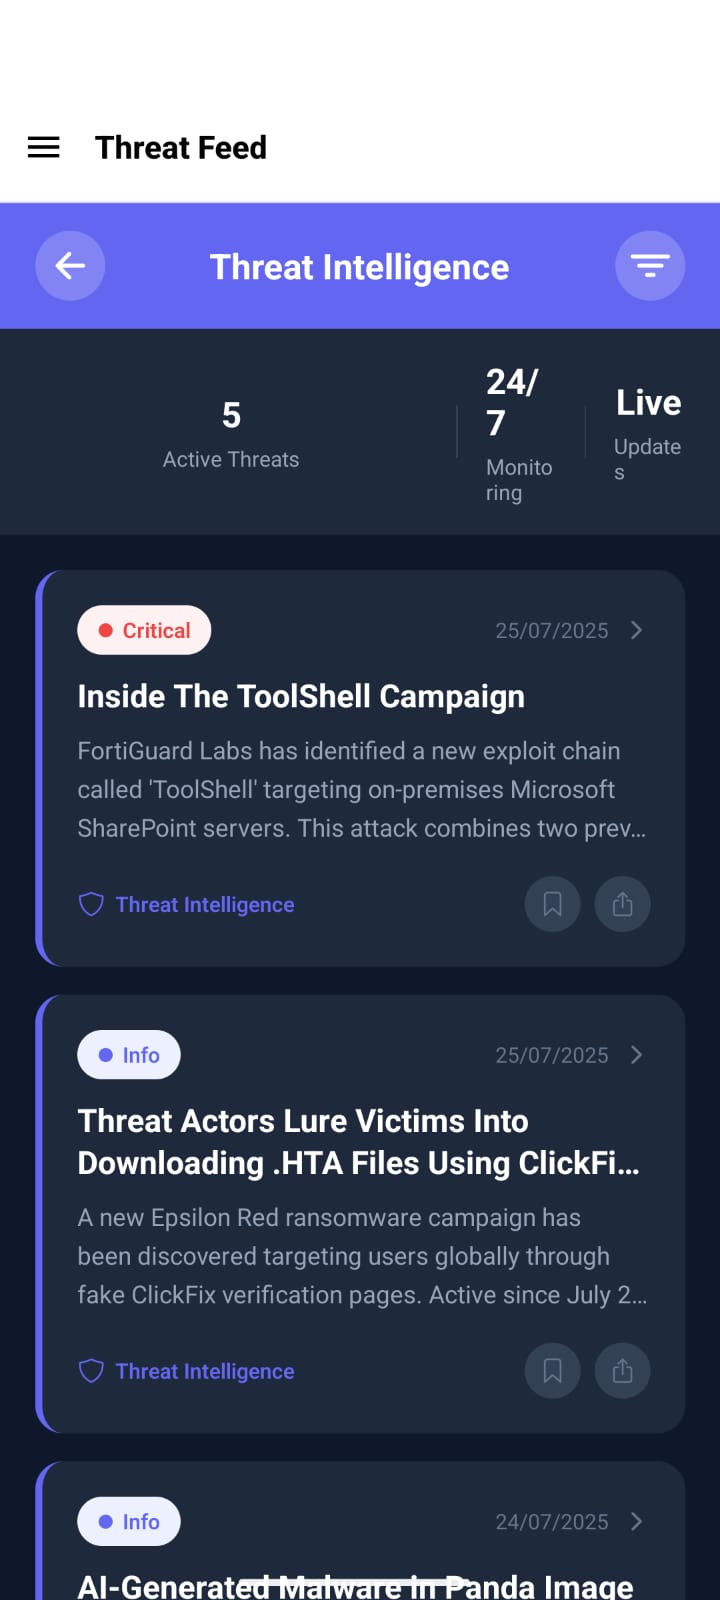 Threat Feed
Threat Intelligence
5
Active Threats
24/
7
Monito
ring
Live
Update
s
Critical
25/07/2025
Inside The ToolShell Campaign
FortiGuard Labs has identified a new exploit chain
called 'ToolShell' targeting on-premises Microsoft
SharePoint servers. This attack combines two prev...
Threat Intelligence
Info
25/07/2025
Threat Actors Lure Victims Into
Downloading .HTA Files Using ClickFi...
A new Epsilon Red ransomware campaign has
been discovered targeting users globally through
fake ClickFix verification pages. Active since July 2...
Threat Intelligence
Info
24/07/2025
AI-Generated Malware in Panda Image